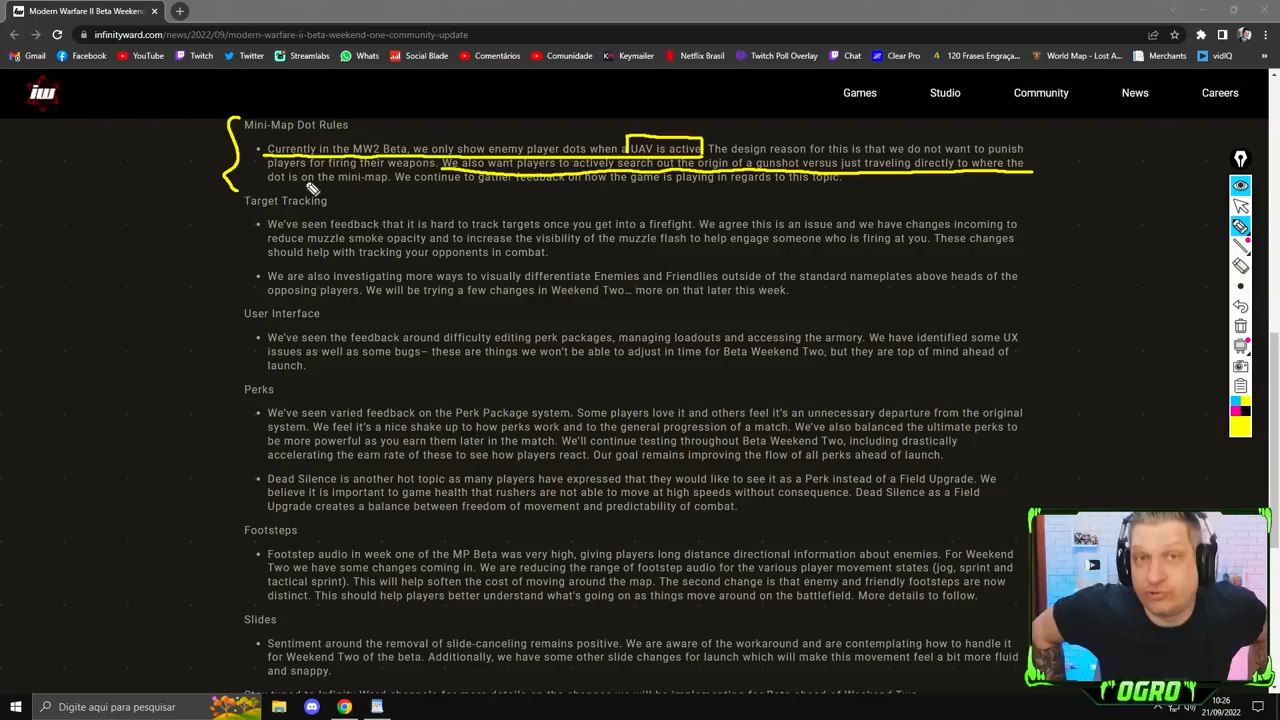 Modern Warfare II Beta Weekend
infinityward.com/news/2022/09/modern-warfare-ii-beta-weekend-one-community-update
Gmail Facebook YouTube Twitch Twitter Streamlabs Whats Social Blade Comentários Comunidade Keymailer Netflix Brasil Twitch Poll Overlay Chat Clear Pro 120 Frases Engraça... World Map - Lost A... Merchants vidIQ
IW Games Studio Community News Careers
Mini-Map Dot Rules
Currently in the MW2 Beta, we only show enemy player dots when a UAV is active. The design reason for this is that we do not want to punish
players for firing their weapons. We also want players to actively search out the origin of a gunshot versus just traveling directly to where the
dot is on the mini-map. We continue to gather feedback on how the game is playing in regards to this topic.
Target Tracking
We've seen feedback that it is hard to track targets once you get into a firefight. We agree this is an issue and we have changes incoming to
reduce muzzle smoke opacity and to increase the visibility of the muzzle flash to help engage someone who is firing at you. These changes
should help with tracking your opponents in combat.
We are also investigating more ways to visually differentiate Enemies and Friendlies outside of the standard nameplates above heads of the
opposing players. We will be trying a few changes in Weekend Two… more on that later this week.
User Interface
We've seen the feedback around difficulty editing perk packages, managing loadouts and accessing the armory. We have identified some UX
issues as well as some bugs– these are things we won't be able to adjust in time for Beta Weekend Two, but they are top of mind ahead of
launch.
Perks
We've seen varied feedback on the Perk Package system. Some players love it and others feel it's an unnecessary departure from the original
system. We feel it's a nice shake up to how perks work and to the general progression of a match. We've also balanced the ultimate perks to
be more powerful as you earn them later in the match. We'll continue testing throughout Beta Weekend Two, including drastically
accelerating the earn rate of these to see how players react. Our goal remains improving the flow of all perks ahead of launch.
Dead Silence is another hot topic as many players have expressed that they would like to see it as a Perk instead of a Field Upgrade. We
believe it is important to game health that rushers are not able to move at high speeds without consequence. Dead Silence as a Field
Upgrade creates a balance between freedom of movement and predictability of combat.
Footsteps
Footstep audio in week one of the MP Beta was very high, giving players long distance directional information about enemies. For Weekend
Two we have some changes coming in. We are reducing the range of footstep audio for the various player movement states (jog, sprint and
tactical sprint). This will help soften the cost of moving around the map. The second change is that enemy and friendly footsteps are now
distinct. This should help players better understand what's going on as things move around on the battlefield. More details to follow.
Slides
Sentiment around the removal of slide-canceling remains positive. We are aware of the workaround and are contemplating how to handle it
for Weekend Two of the beta. Additionally, we have some other slide changes for launch which will make this movement feel a bit more fluid
and snappy.
Stay tuned to Infinity Ward channels for more details on the changes we will be implementing for Beta ahead of Weekend Two.
OGRO
Digite aqui para pesquisar
10:26
21/09/2022